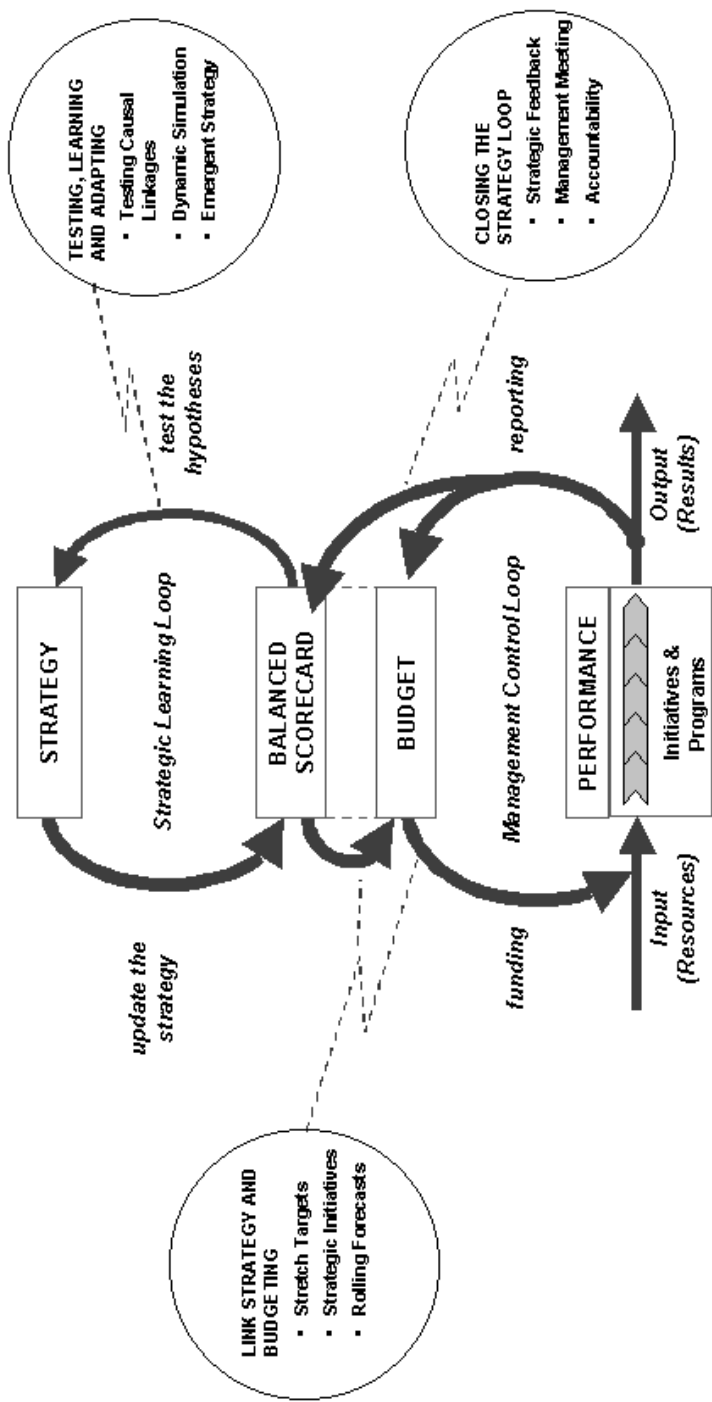 TESTING, LEARNING
AND ADAPTING
▪ Testing Causal
Linkages
▪ Dynamic Simulation
▪ Emergent Strategy
STRATEGY
update the
strategy
Strategic Learning Loop
test the
hypotheses
BALANCED
SCORECARD
LINK STRATEGY AND
BUDGETING
▪ Stretch Targets
▪ Strategic Initiatives
▪ Rolling Forecasts
BUDGET
CLOSING THE
STRATEGY LOOP
▪ Strategic Feedback
▪ Management Meeting
▪ Accountability
funding
Management Control Loop
reporting
PERFORMANCE
Input
(Resources)
Initiatives &
Programs
Output
(Results)